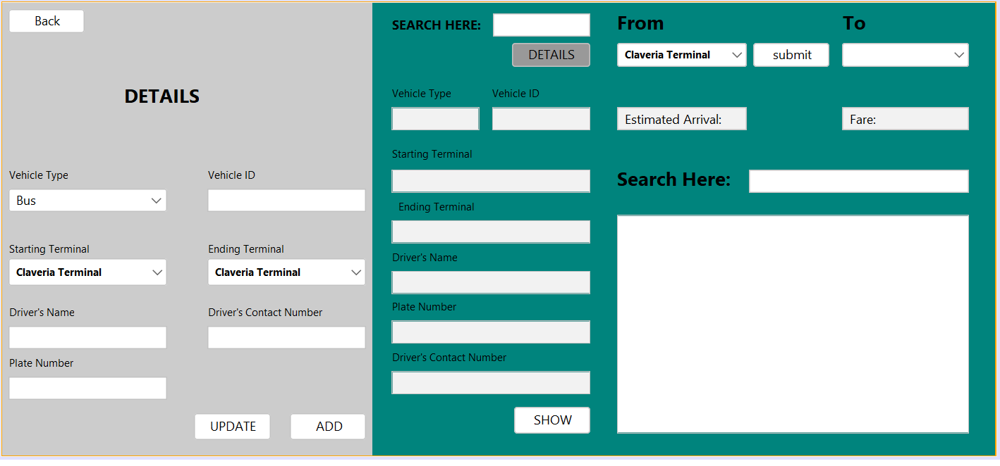 Back
DETAILS
Vehicle Type
Vehicle ID
Bus
Starting Terminal
Ending Terminal
Claveria Terminal
Claveria Terminal
Driver's Name
Driver's Contact Number
Plate Number
UPDATE
ADD
SEARCH HERE:
DETAILS
Vehicle Type
Vehicle ID
Starting Terminal
Ending Terminal
Driver's Name
Plate Number
Driver's Contact Number
SHOW
From
To
Claveria Terminal
submit
Estimated Arrival:
Fare:
Search Here: